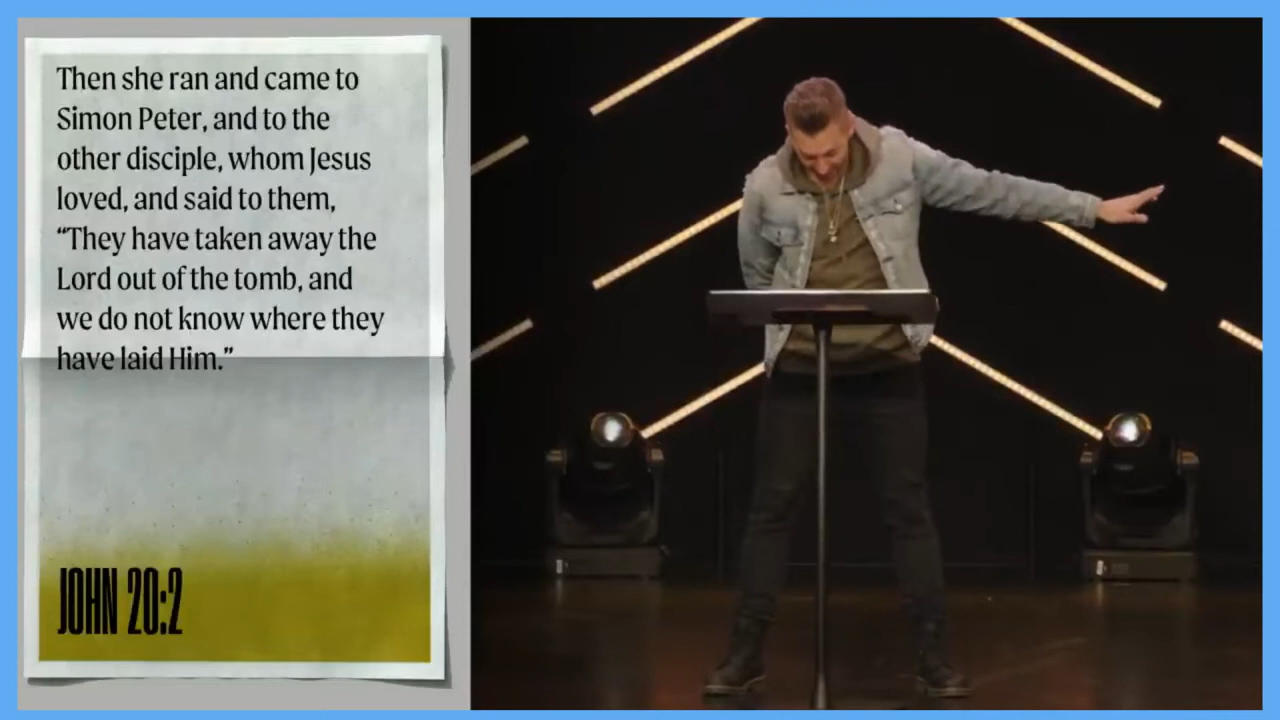 Then she ran and came to
Simon Peter, and to the
other disciple, whom Jesus
loved, and said to them,
“They have taken away the
Lord out of the tomb, and
we do not know where they
have laid Him.”
JOHN 20:2